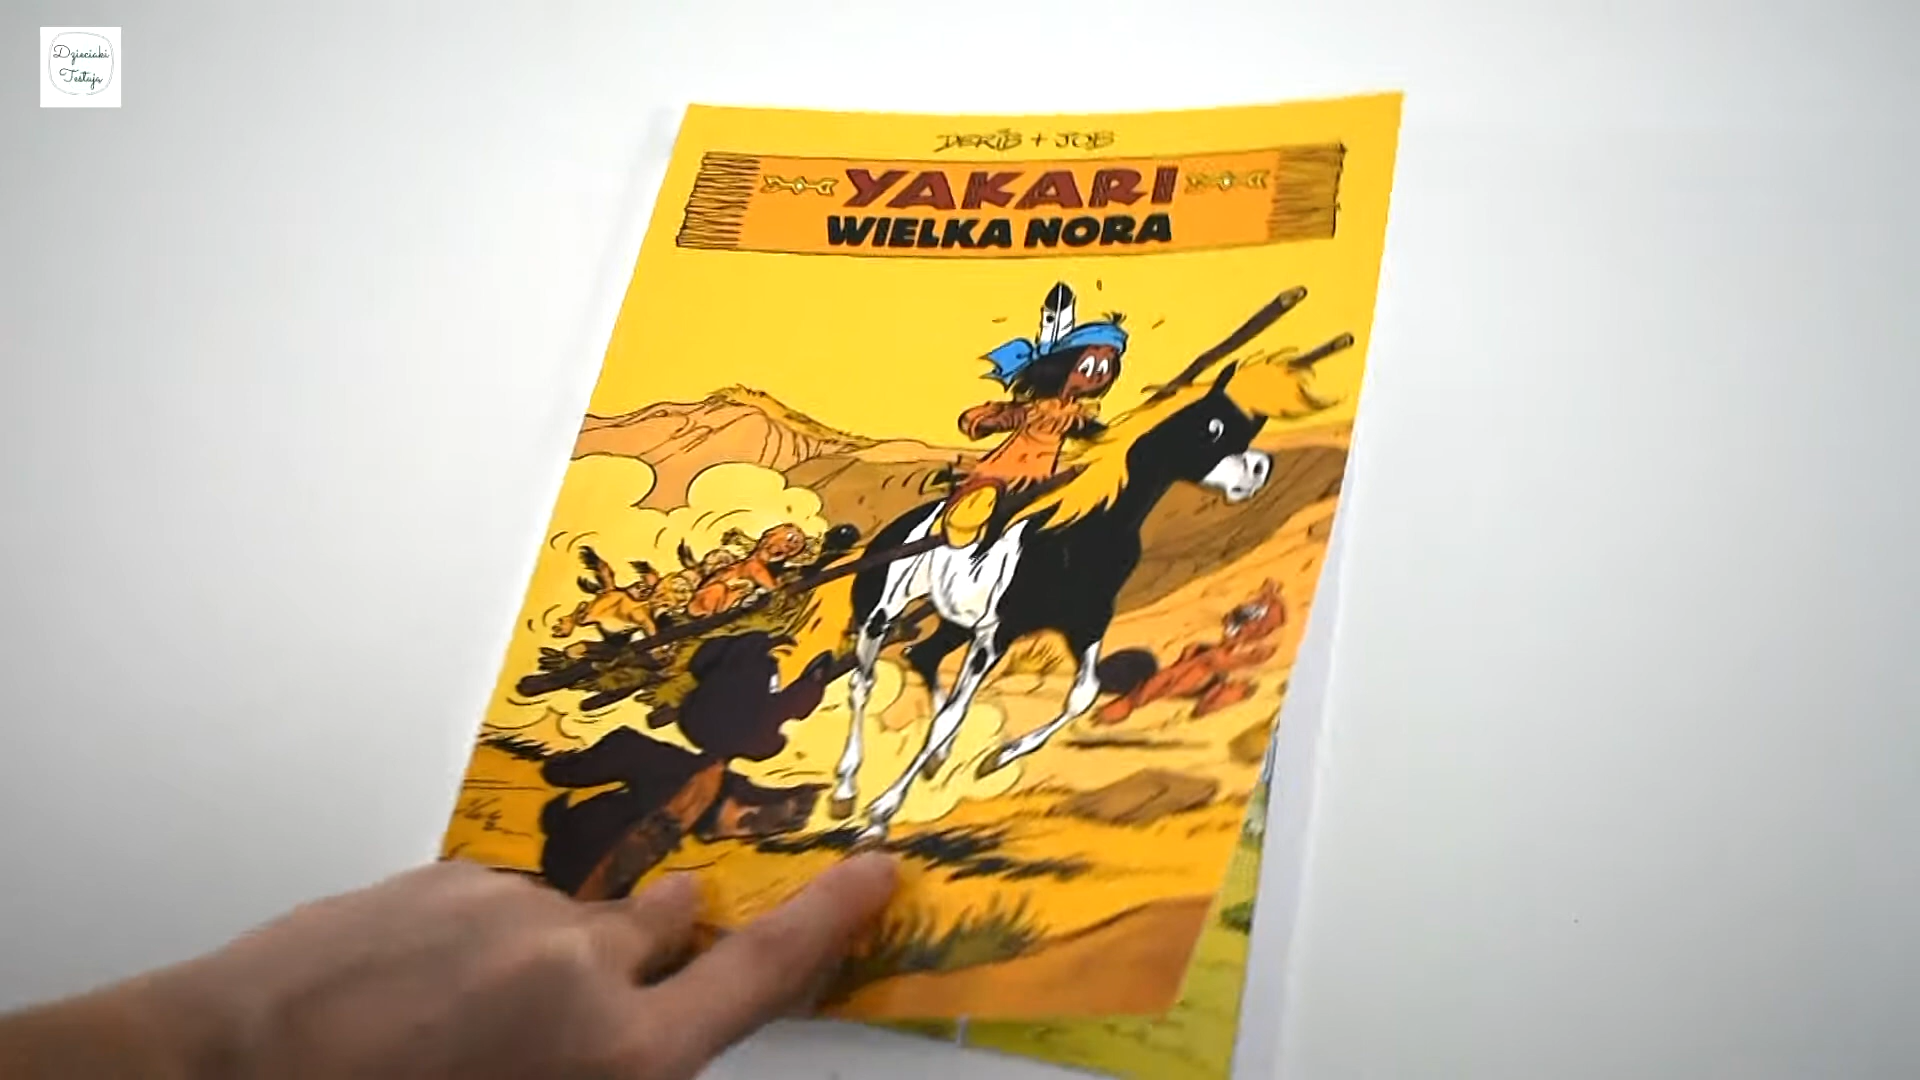 Dzieciaki
Testują
DERIB + JOB
YAKARI
WIELKA NORA